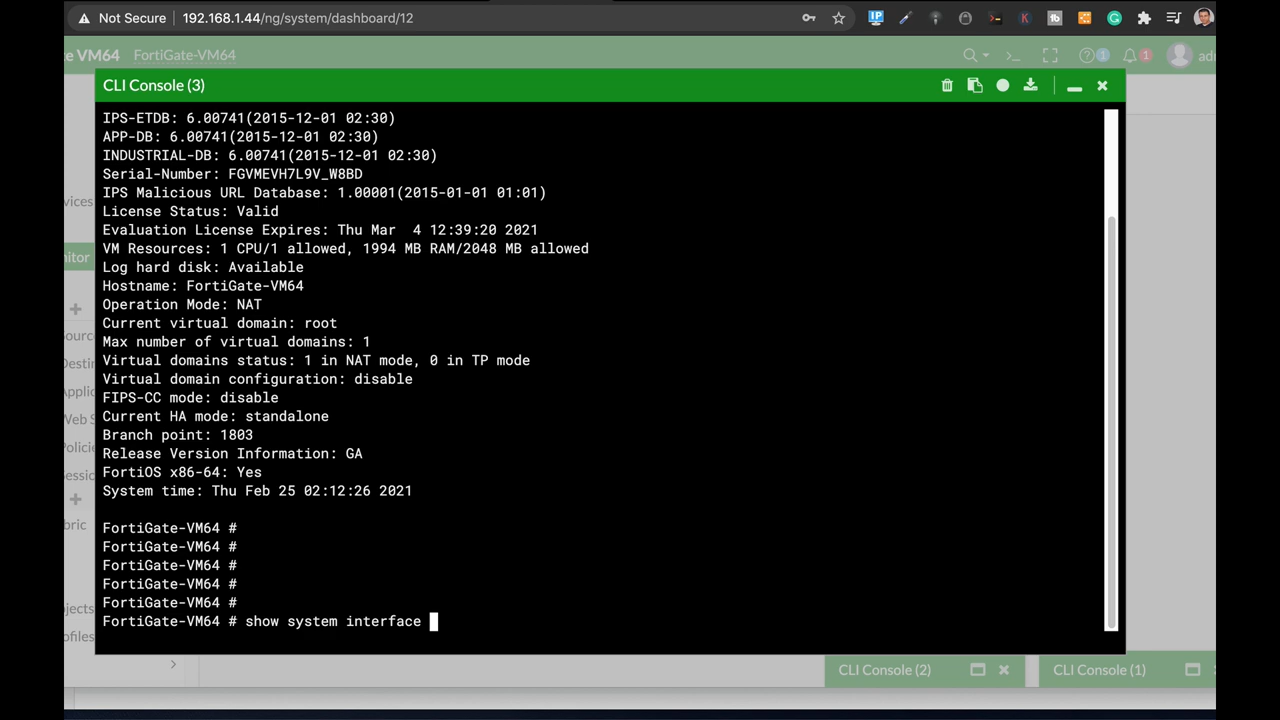 Not Secure 192.168.1.44/ng/system/dashboard/12
VM64 FortiGate-VM64
CLI Console (3)
IPS-ETDB: 6.00741(2015-12-01 02:30)
APP-DB: 6.00741(2015-12-01 02:30)
INDUSTRIAL-DB: 6.00741(2015-12-01 02:30)
Serial-Number: FGVMEVH7L9V_W8BD
IPS Malicious URL Database: 1.00001(2015-01-01 01:01)
License Status: Valid
Evaluation License Expires: Thu Mar  4 12:39:20 2021
VM Resources: 1 CPU/1 allowed, 1994 MB RAM/2048 MB allowed
Log hard disk: Available
Hostname: FortiGate-VM64
Operation Mode: NAT
Current virtual domain: root
Max number of virtual domains: 1
Virtual domains status: 1 in NAT mode, 0 in TP mode
Virtual domain configuration: disable
FIPS-CC mode: disable
Current HA mode: standalone
Branch point: 1803
Release Version Information: GA
FortiOS x86-64: Yes
System time: Thu Feb 25 02:12:26 2021
FortiGate-VM64 #
FortiGate-VM64 #
FortiGate-VM64 #
FortiGate-VM64 #
FortiGate-VM64 #
FortiGate-VM64 # show system interface
CLI Console (2) CLI Console (1)